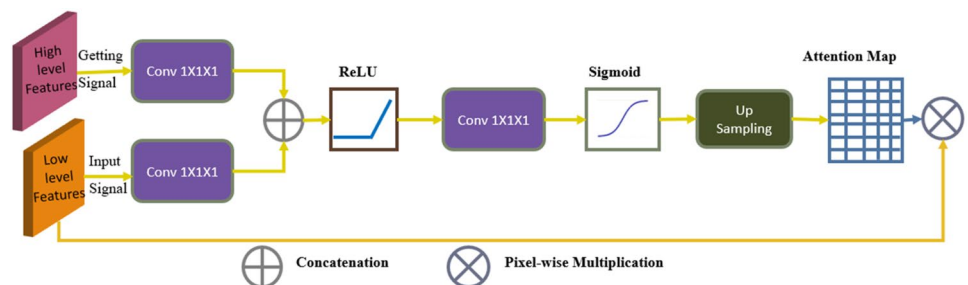 High
level
Features
Getting
Signal
Conv 1X1X1
Low
level
Features
Input
Signal
Conv 1X1X1
ReLU
Conv 1X1X1
Sigmoid
Up
Sampling
Attention Map
Concatenation
Pixel-wise Multiplication